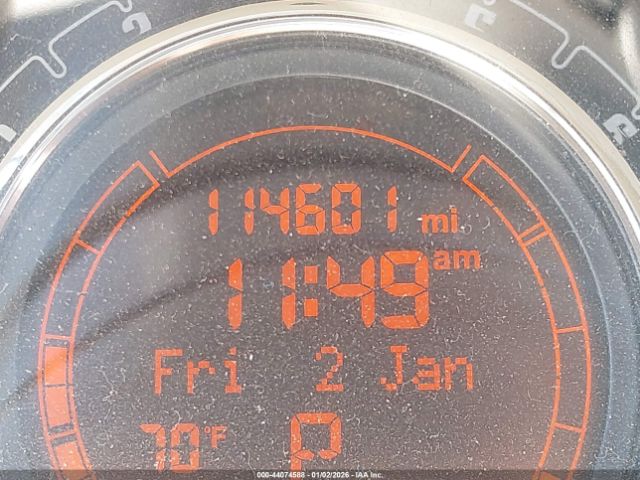 114601 mi
11:49 am
Fri 2 Jan
70°F P
000-44074588 - 01/02/2026 - IAA Inc.